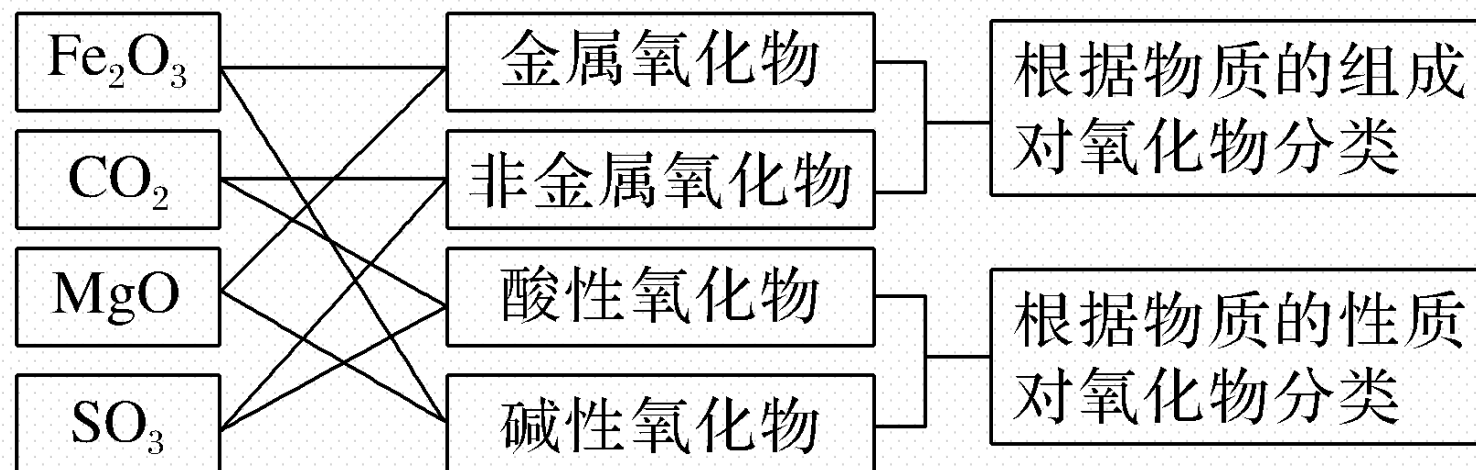 Fe₂O₃
金属氧化物
根据物质的组成
对氧化物分类
CO₂
非金属氧化物
MgO
酸性氧化物
根据物质的性质
对氧化物分类
SO₃
碱性氧化物